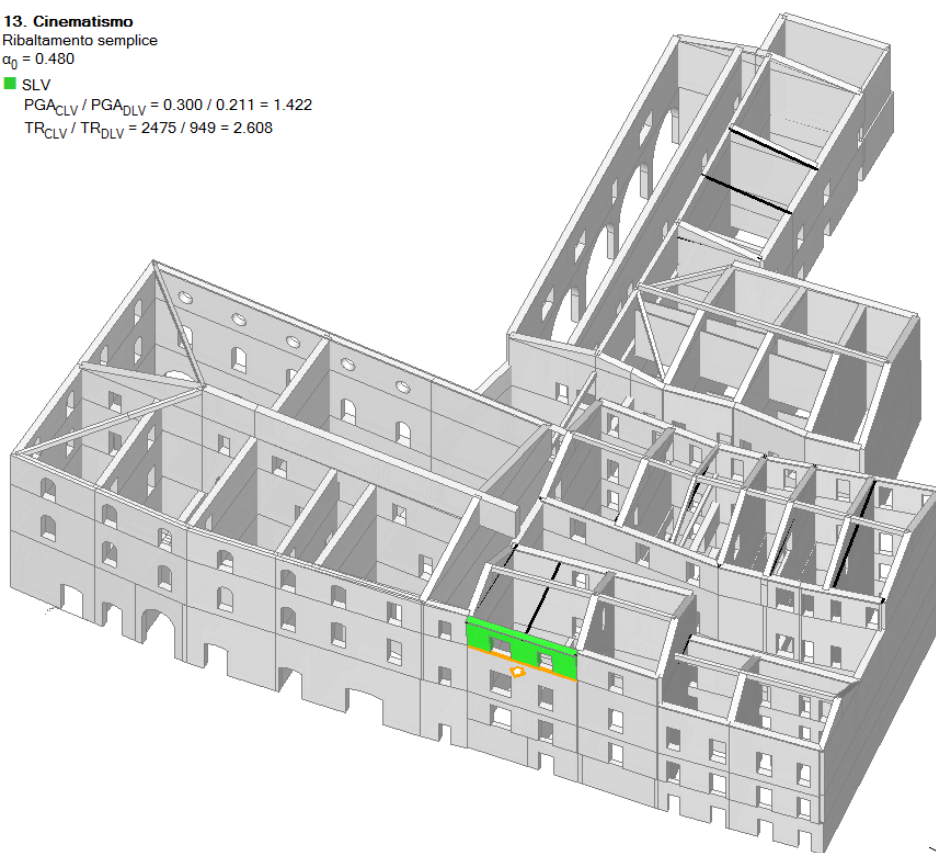 13. Cinematismo
Ribaltamento semplice
α0 = 0.480
SLV
PGACLV / PGADLV = 0.300 / 0.211 = 1.422
TRCLV / TRDLV = 2475 / 949 = 2.608